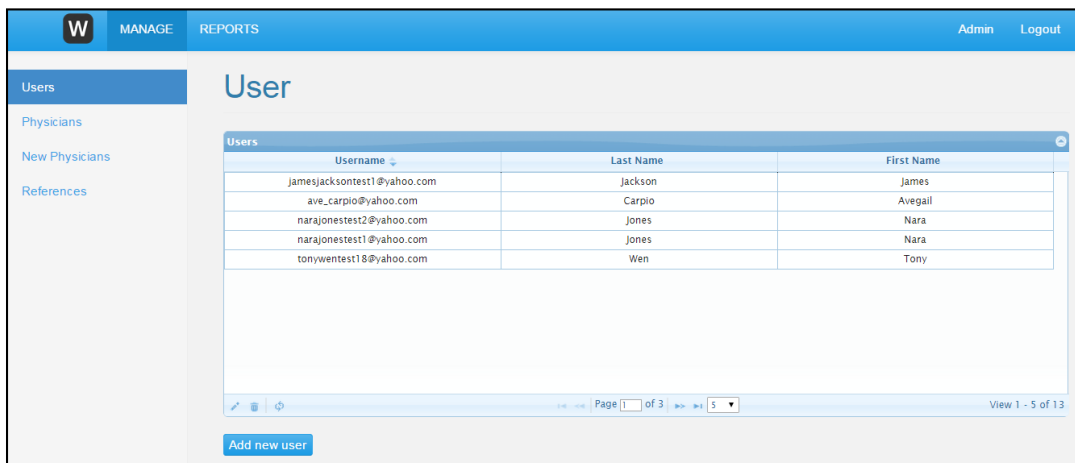 W MANAGE REPORTS Admin Logout
Users
Physicians
New Physicians
References
User
Users
Username Last Name First Name
jamesjacksontest1@yahoo.com Jackson James
ave_carpio@yahoo.com Carpio Avegail
narajonestest2@yahoo.com Jones Nara
narajonestest1@yahoo.com Jones Nara
tonywentest18@yahoo.com Wen Tony
Page 1 of 3 5 View 1 - 5 of 13
Add new user